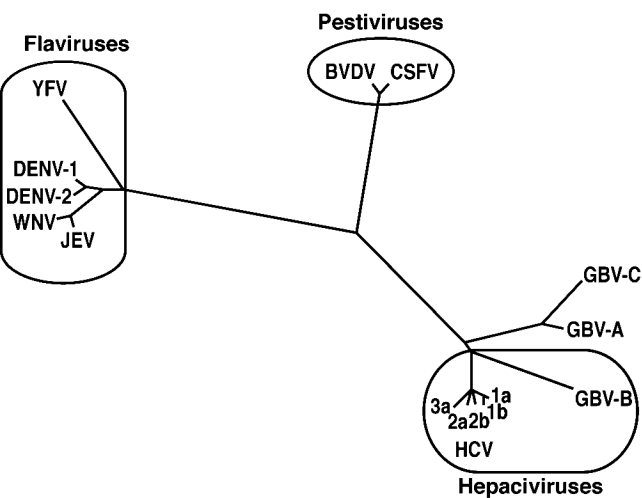 Pestiviruses
Flaviruses
BVDV CSFV
YFV
DENV-1
DENV-2
WNV
JEV
GBV-C
GBV-A
GBV-B
1a
3a
1b
2a2b
HCV
Hepaciviruses